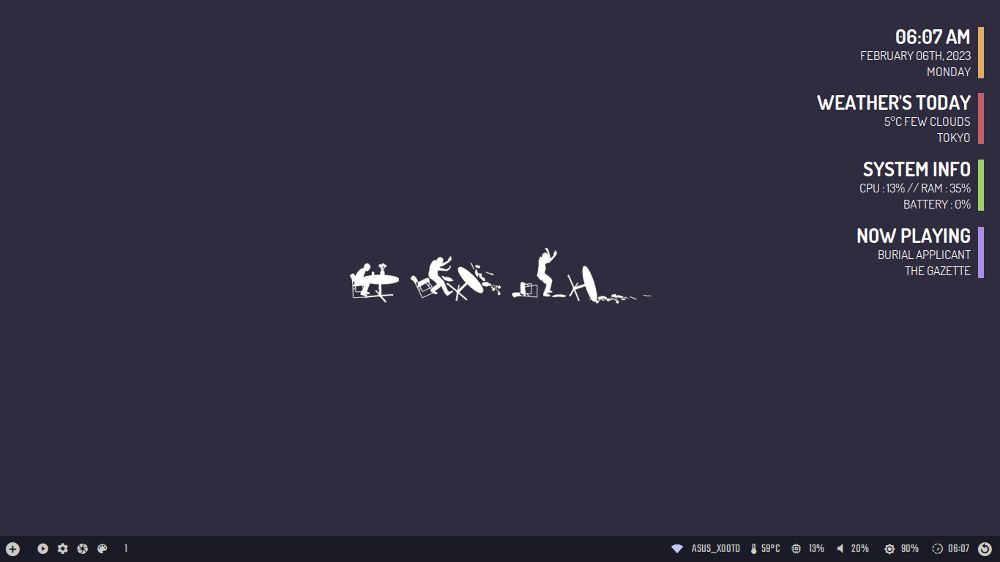 06:07 AM
FEBRUARY 06TH, 2023
MONDAY
WEATHER'S TODAY
5°C FEW CLOUDS
TOKYO
SYSTEM INFO
CPU : 13% // RAM : 35%
BATTERY : 0%
NOW PLAYING
BURIAL APPLICANT
THE GAZETTE
1 ASUS_X00TD 59°C 13% 20% 90% 06:07